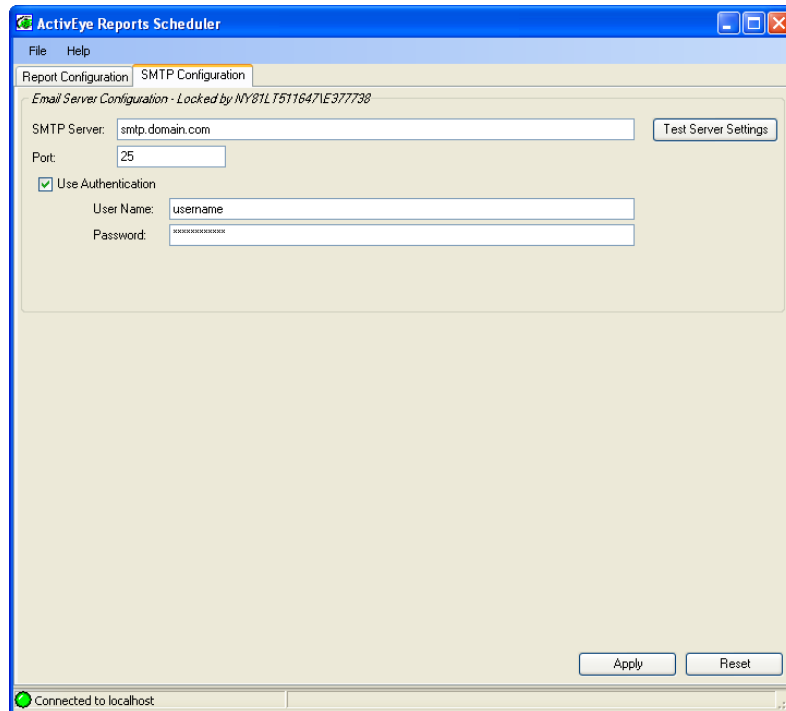 ActivEye Reports Scheduler
File Help
Report Configuration SMTP Configuration
Email Server Configuration - Locked by NY81LT511647\E377738
SMTP Server: smtp.domain.com Test Server Settings
Port: 25
Use Authentication
User Name: username
Password: ************
Apply Reset
Connected to localhost